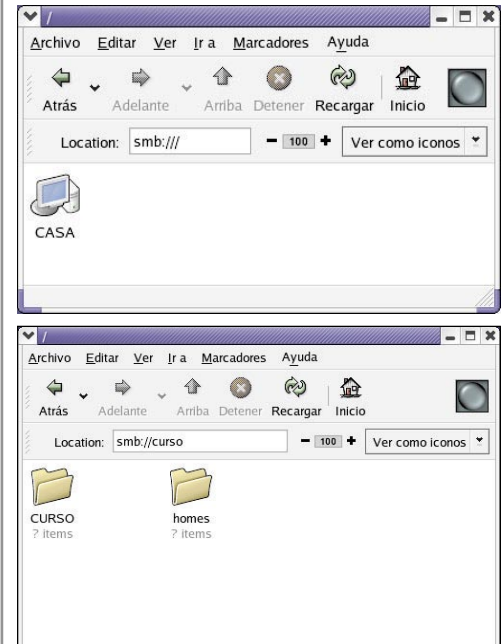 /
Archivo Editar Ver Ir a Marcadores Ayuda
Atrás Adelante Arriba Detener Recargar Inicio
Location: smb:/// 100 Ver como iconos
CASA
/
Archivo Editar Ver Ir a Marcadores Ayuda
Atrás Adelante Arriba Detener Recargar Inicio
Location: smb://curso 100 Ver como iconos
CURSO homes
? items ? items